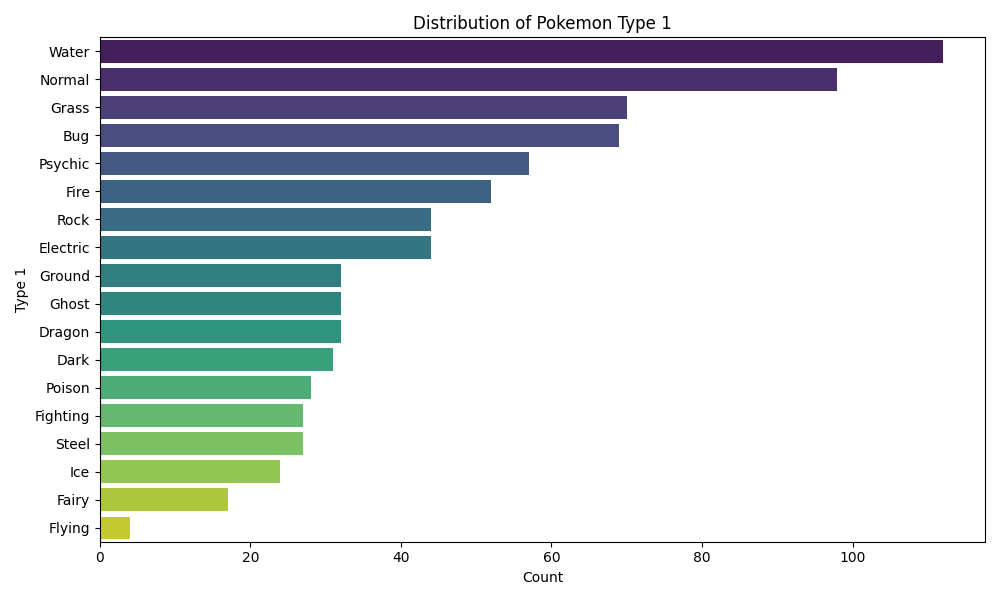 Distribution of Pokemon Type 1
Type 1
Water
Normal
Grass
Bug
Psychic
Fire
Rock
Electric
Ground
Ghost
Dragon
Dark
Poison
Fighting
Steel
Ice
Fairy
Flying
0 20 40 60 80 100
Count